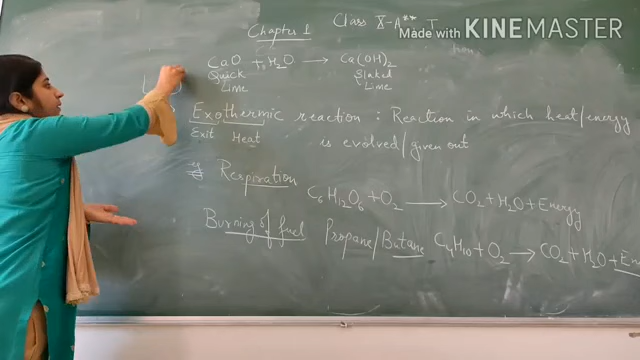 Chapter 1 Class X-A**
MADE WITH KINEMASTER
CaO + H2O → Ca(OH)2
Quick Slaked
Lime Lime
Exothermic reaction : Reaction in which heat/energy
Exit Heat is evolved/given out
eg Respiration
C6H12O6 + O2 → CO2 + H2O + Energy
Burning of fuel Propane/Butane C4H10 + O2 → CO2 + H2O + Ene